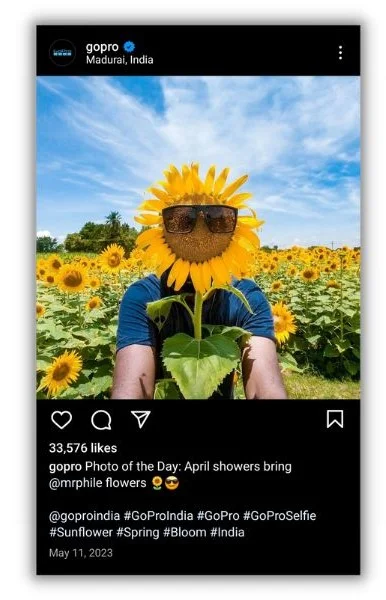 gopro
Madurai, India
33,576 likes
gopro Photo of the Day: April showers bring
@mrphile flowers 🌻😎
@goproindia #GoProIndia #GoPro #GoProSelfie
#Sunflower #Spring #Bloom #India
May 11, 2023